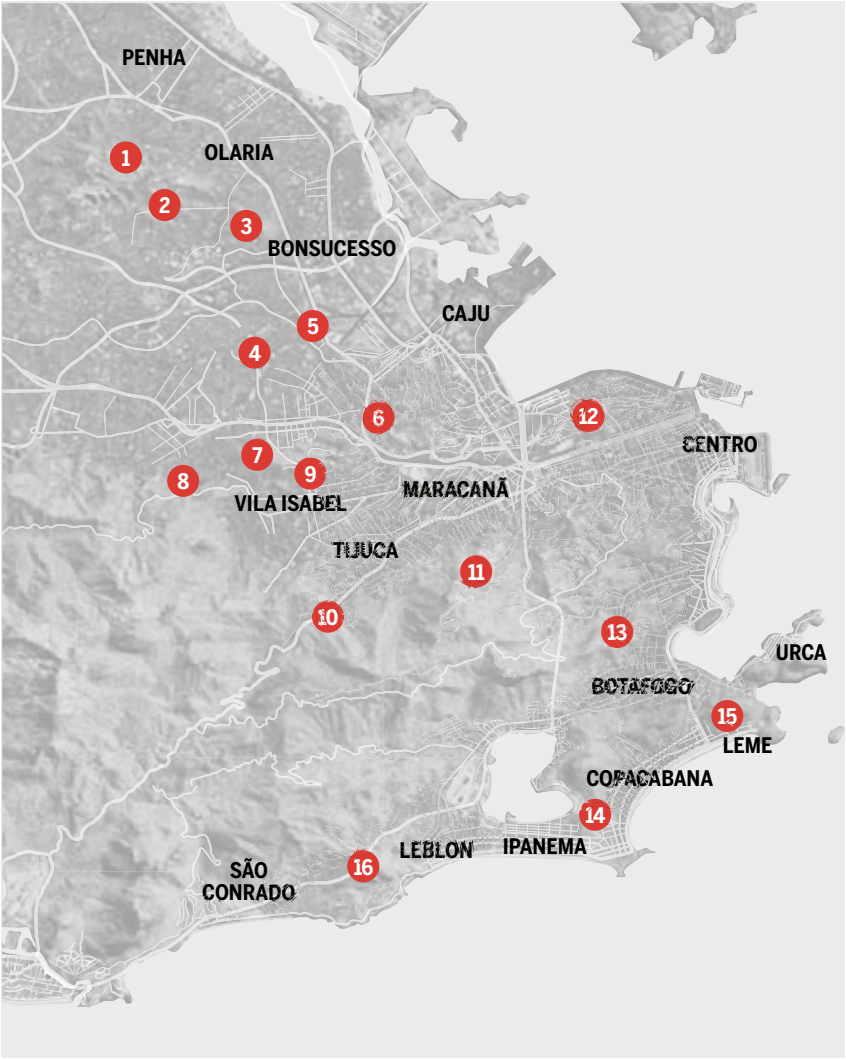 PENHA
OLARIA
1
2
3
BONSUCESSO
CAJU
5
4
6
12
CENTRO
7
9
8
MARACANÃ
VILA ISABEL
TIJUCA
11
10
13
URCA
BOTAFOGO
15
LEME
COPACABANA
14
IPANEMA
LEBLON
16
SÃO
CONRADO